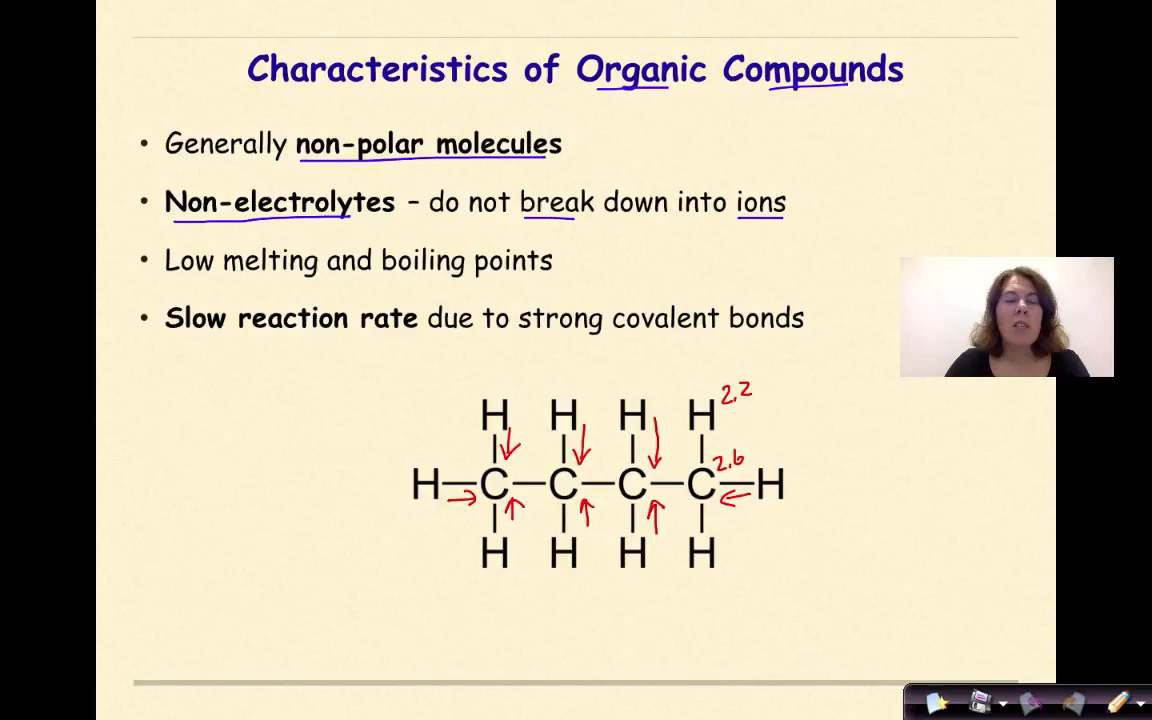 Characteristics of Organic Compounds
• Generally non-polar molecules
• Non-electrolytes – do not break down into ions
• Low melting and boiling points
• Slow reaction rate due to strong covalent bonds
2.2
H H H H
2.6
H C C C C H
H H H H